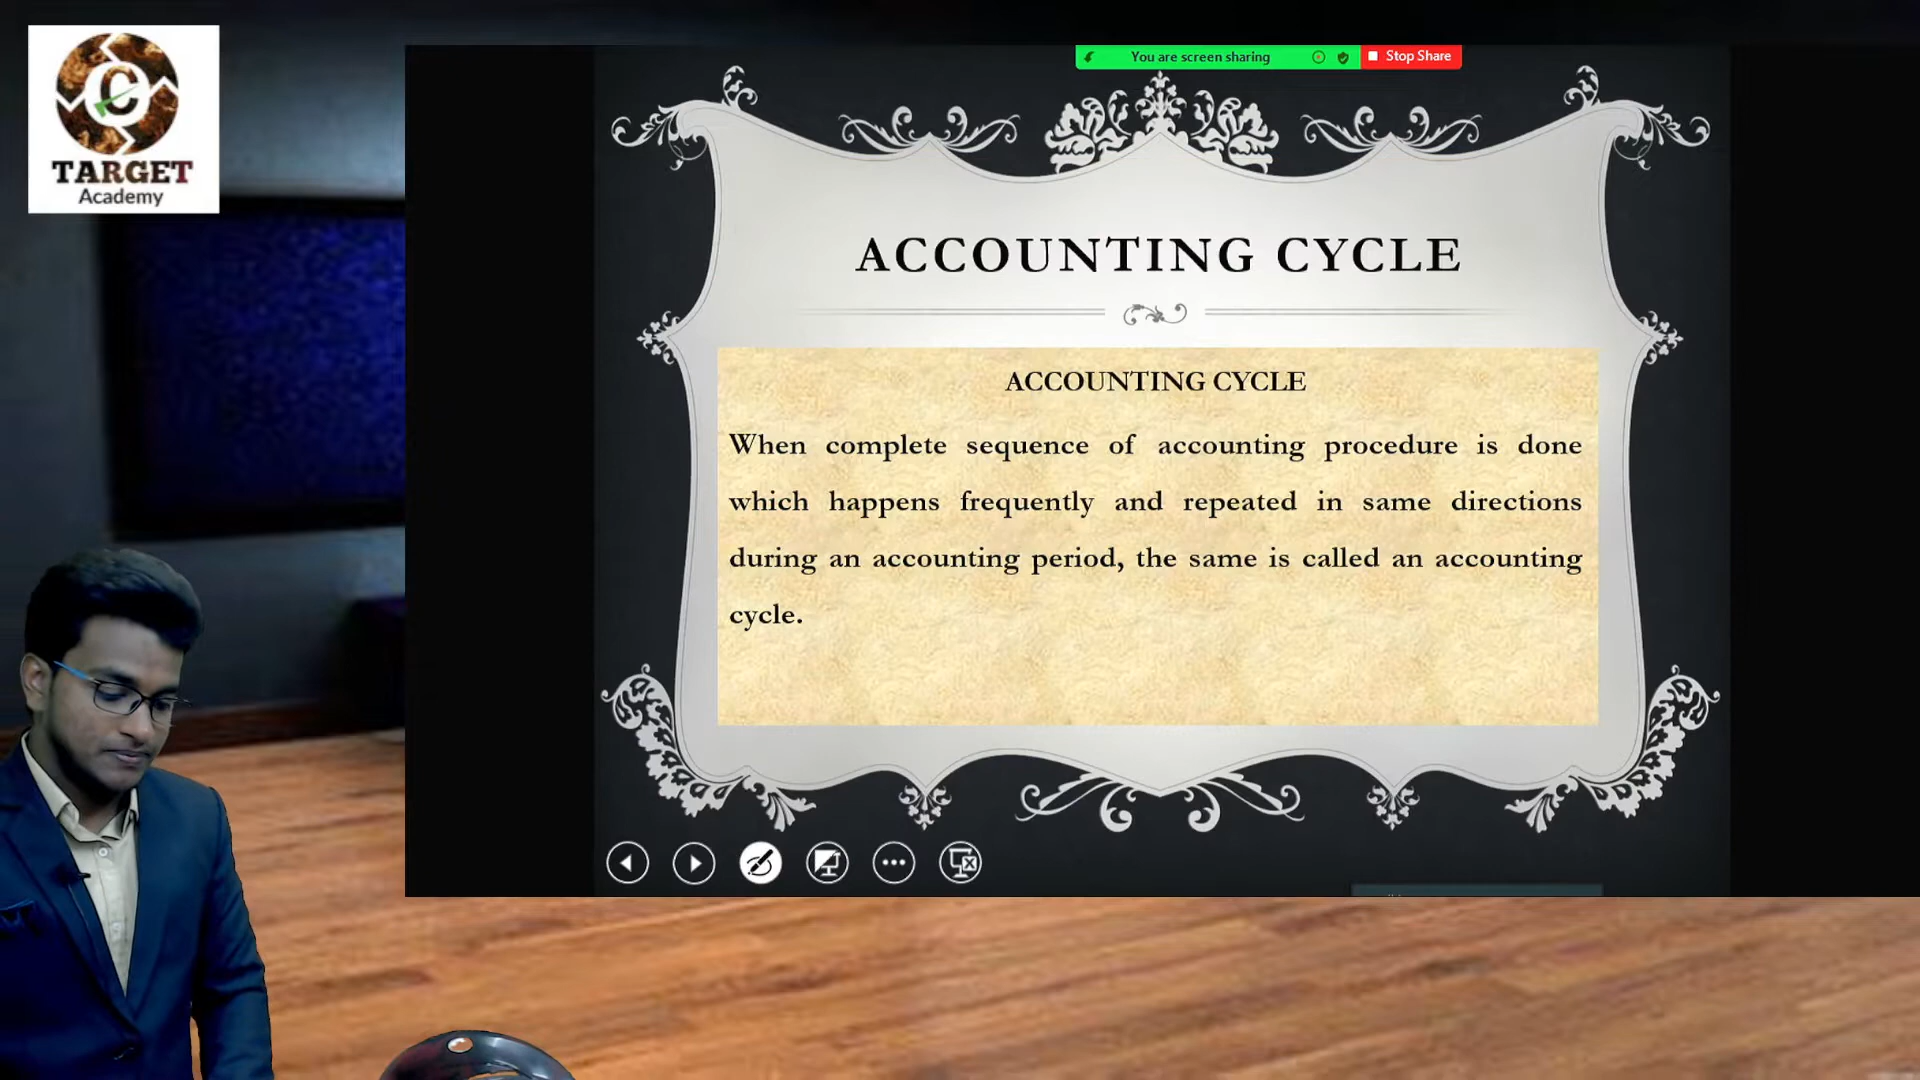 TARGET
Academy
You are screen sharing
Stop Share
ACCOUNTING CYCLE
ACCOUNTING CYCLE
When complete sequence of accounting procedure is done
which happens frequently and repeated in same directions
during an accounting period, the same is called an accounting
cycle.